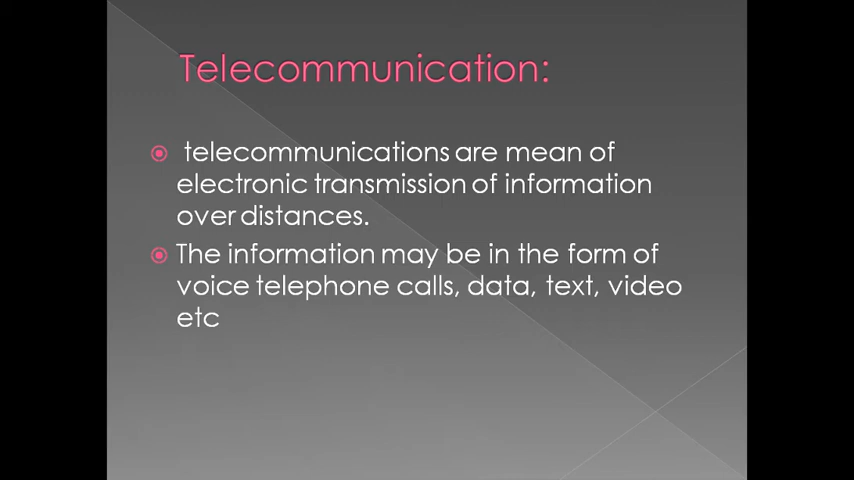 Telecommunication:
telecommunications are mean of
electronic transmission of information
over distances.
The information may be in the form of
voice telephone calls, data, text, video
etc